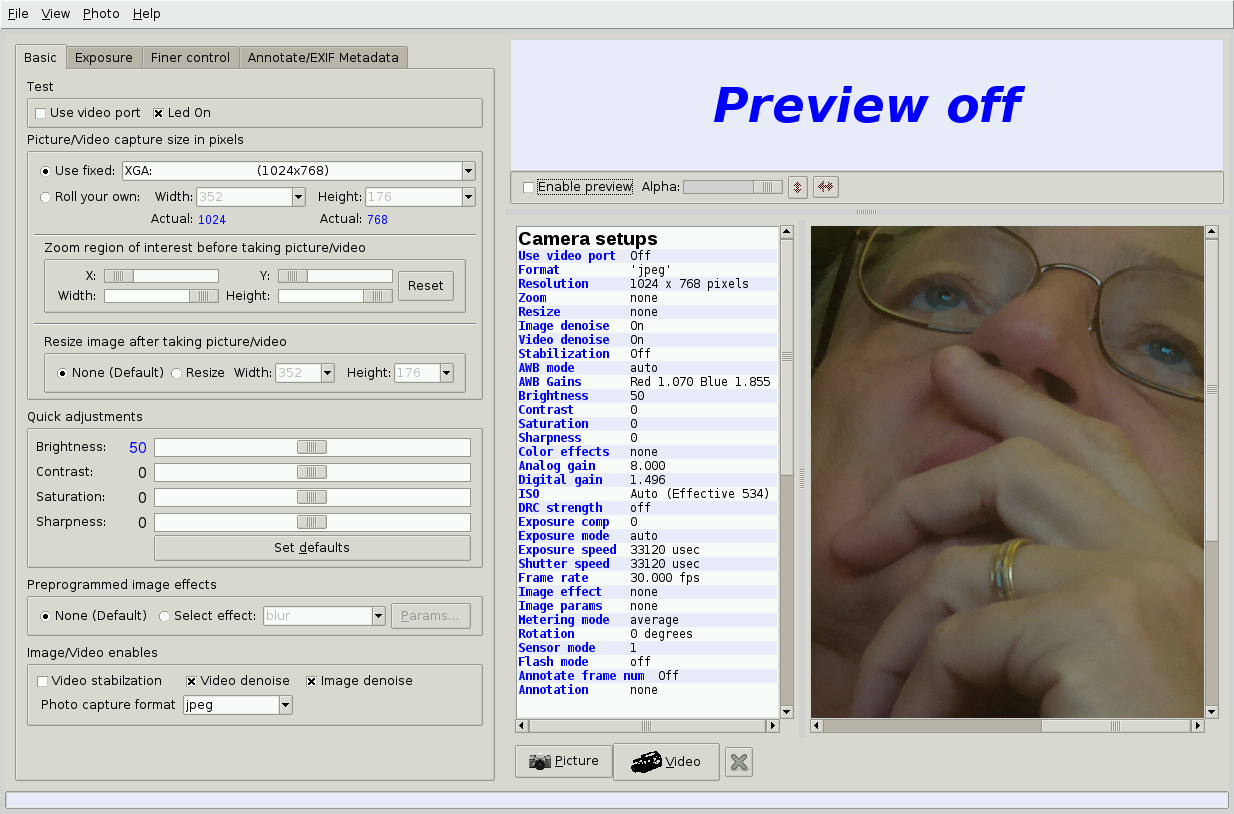 File View Photo Help
Basic Exposure Finer control Annotate/EXIF Metadata
Test
Use video port Led On
Picture/Video capture size in pixels
Use fixed: XGA: (1024x768)
Roll your own: Width: 352 Height: 176
Actual: 1024 Actual: 768
Zoom region of interest before taking picture/video
X: Y:
Width: Height: Reset
Resize image after taking picture/video
None (Default) Resize Width: 352 Height: 176
Quick adjustments
Brightness: 50
Contrast: 0
Saturation: 0
Sharpness: 0
Set defaults
Preprogrammed image effects
None (Default) Select effect: blur Params...
Image/Video enables
Video stabilzation Video denoise Image denoise
Photo capture format jpeg
Preview off
Enable preview Alpha:
Camera setups
Use video port Off
Format 'jpeg'
Resolution 1024 x 768 pixels
Zoom none
Resize none
Image denoise On
Video denoise On
Stabilization Off
AWB mode auto
AWB Gains Red 1.070 Blue 1.855
Brightness 50
Contrast 0
Saturation 0
Sharpness 0
Color effects none
Analog gain 8.000
Digital gain 1.496
ISO Auto (Effective 534)
DRC strength off
Exposure comp 0
Exposure mode auto
Exposure speed 33120 usec
Shutter speed 33120 usec
Frame rate 30.000 fps
Image effect none
Image params none
Metering mode average
Rotation 0 degrees
Sensor mode 1
Flash mode off
Annotate frame num Off
Annotation none
Picture Video